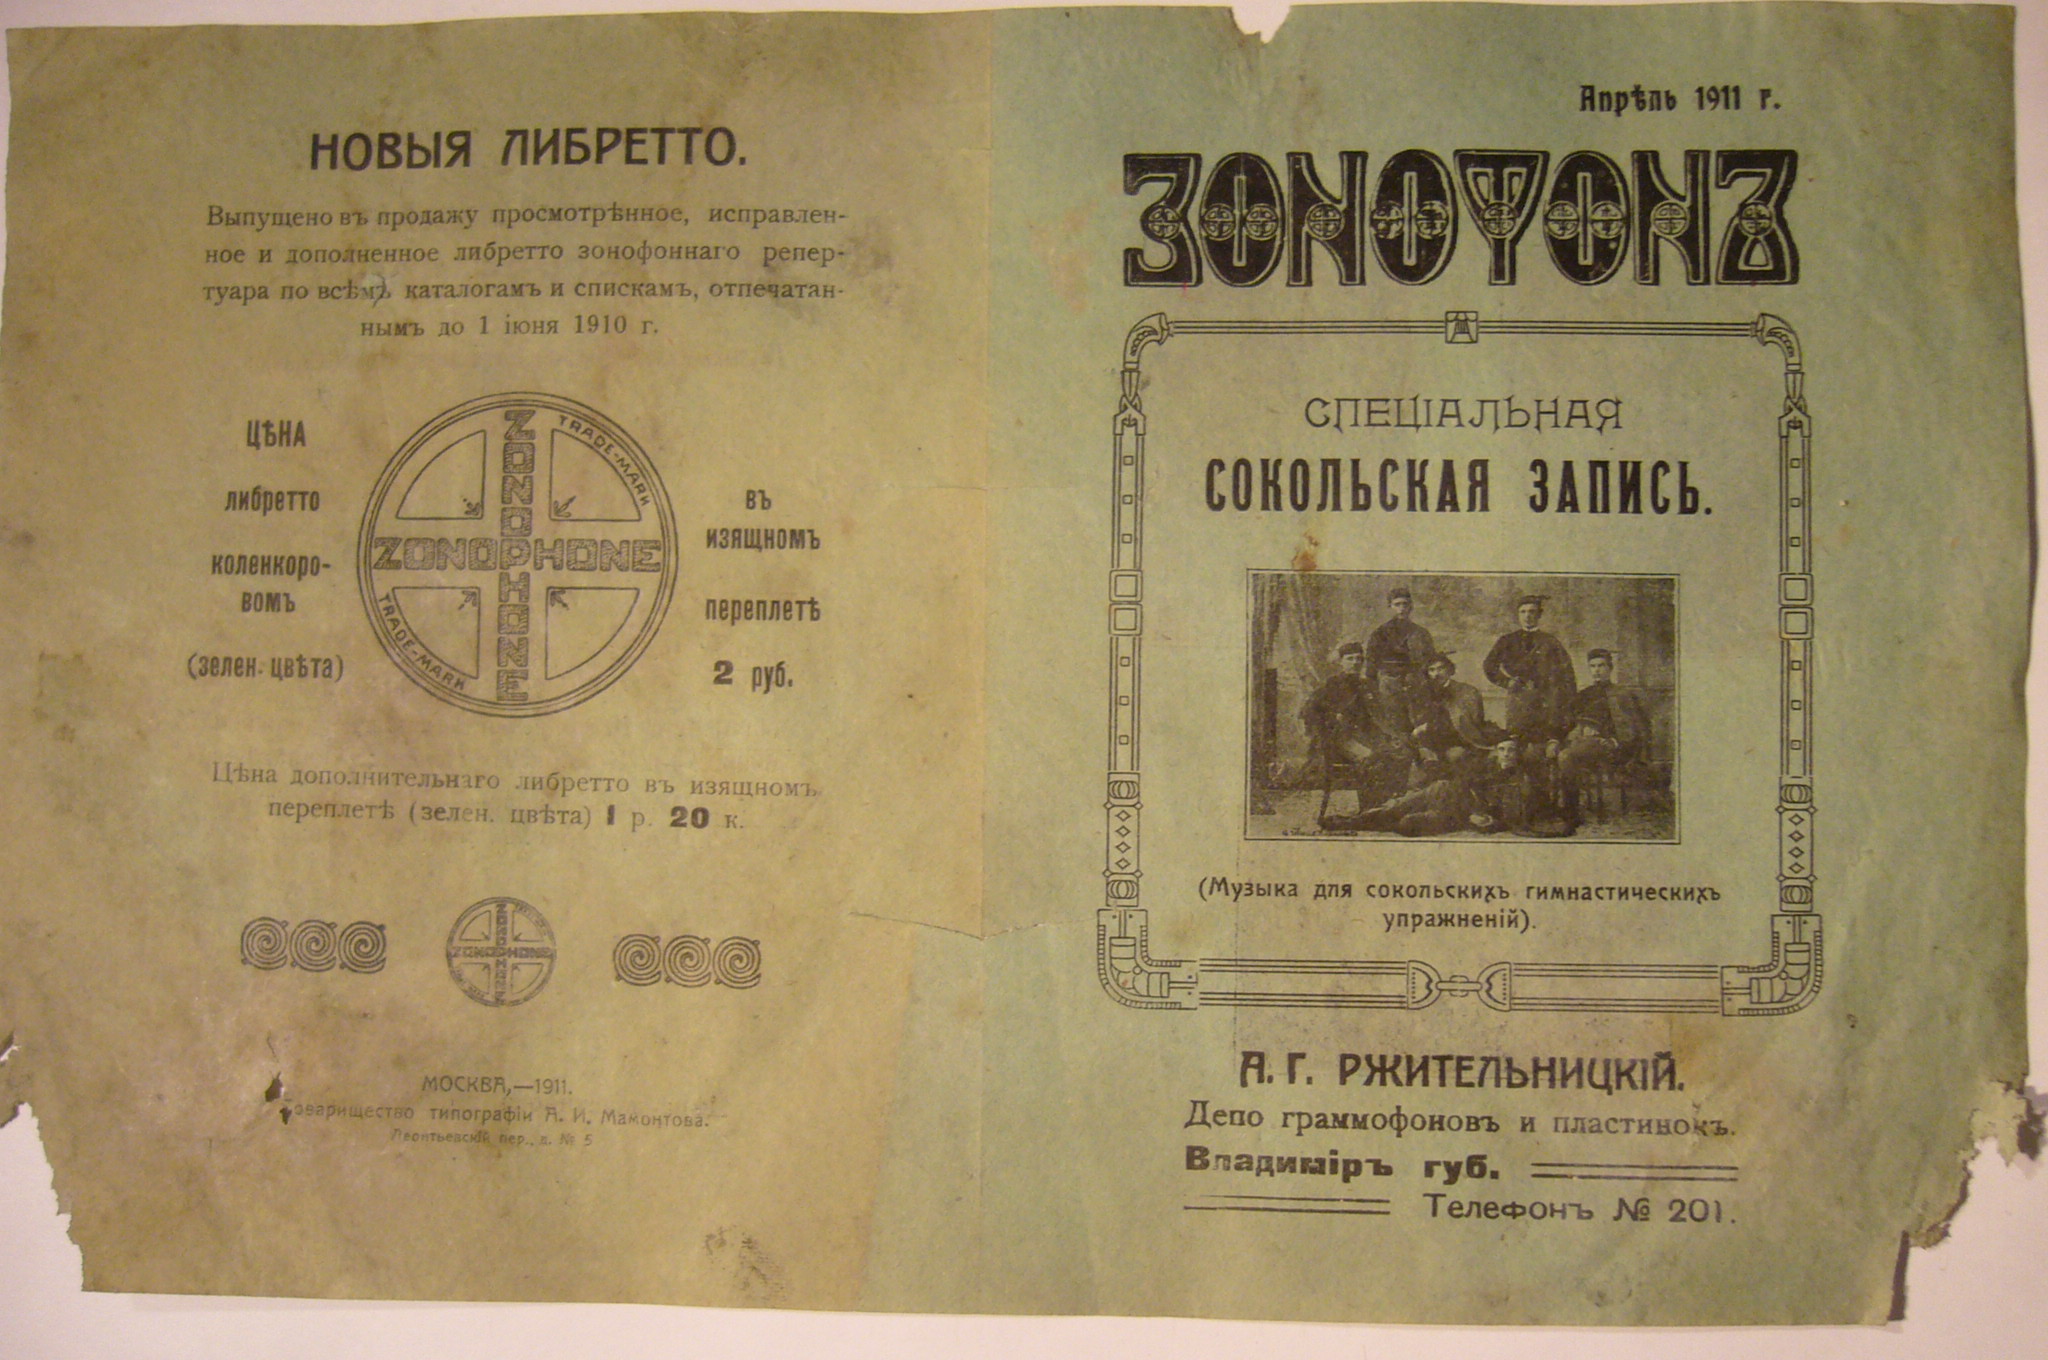 НОВЫЯ ЛИБРЕТТО.
Выпущено въ продажу просмотрѣнное, исправлен-
ное и дополненное либретто зонофоннаго репер-
туара по всѣмъ каталогамъ и спискамъ, отпечатан-
нымъ до 1 іюня 1910 г.
ЦѢНА
либретто
коленкоро-
вомъ
(зелен. цвѣта)
ZONOPHONE
ZONOPHONE
TRADE-MARK
TRADE-MARK
въ
изящномъ
переплетѣ
2 руб.
Цѣна дополнительнаго либретто въ изящномъ
переплетѣ (зелен. цвѣта) 1 р. 20 к.
ZONOPHONE
ZONOPHONE
МОСКВА,—1911.
Товарищество типографіи А. И. Мамонтова.
Леонтьевскій пер., д. № 5
Апрѣль 1911 г.
ЗОНОФОНЪ
СПЕЦІАЛЬНАЯ
СОКОЛЬСКАЯ ЗАПИСЬ.
(Музыка для сокольскихъ гимнастическихъ
упражненій).
А. Г. РЖИТЕЛЬНИЦКІЙ.
Депо граммофоновъ и пластинокъ.
Владиміръ губ.
Телефонъ № 201.